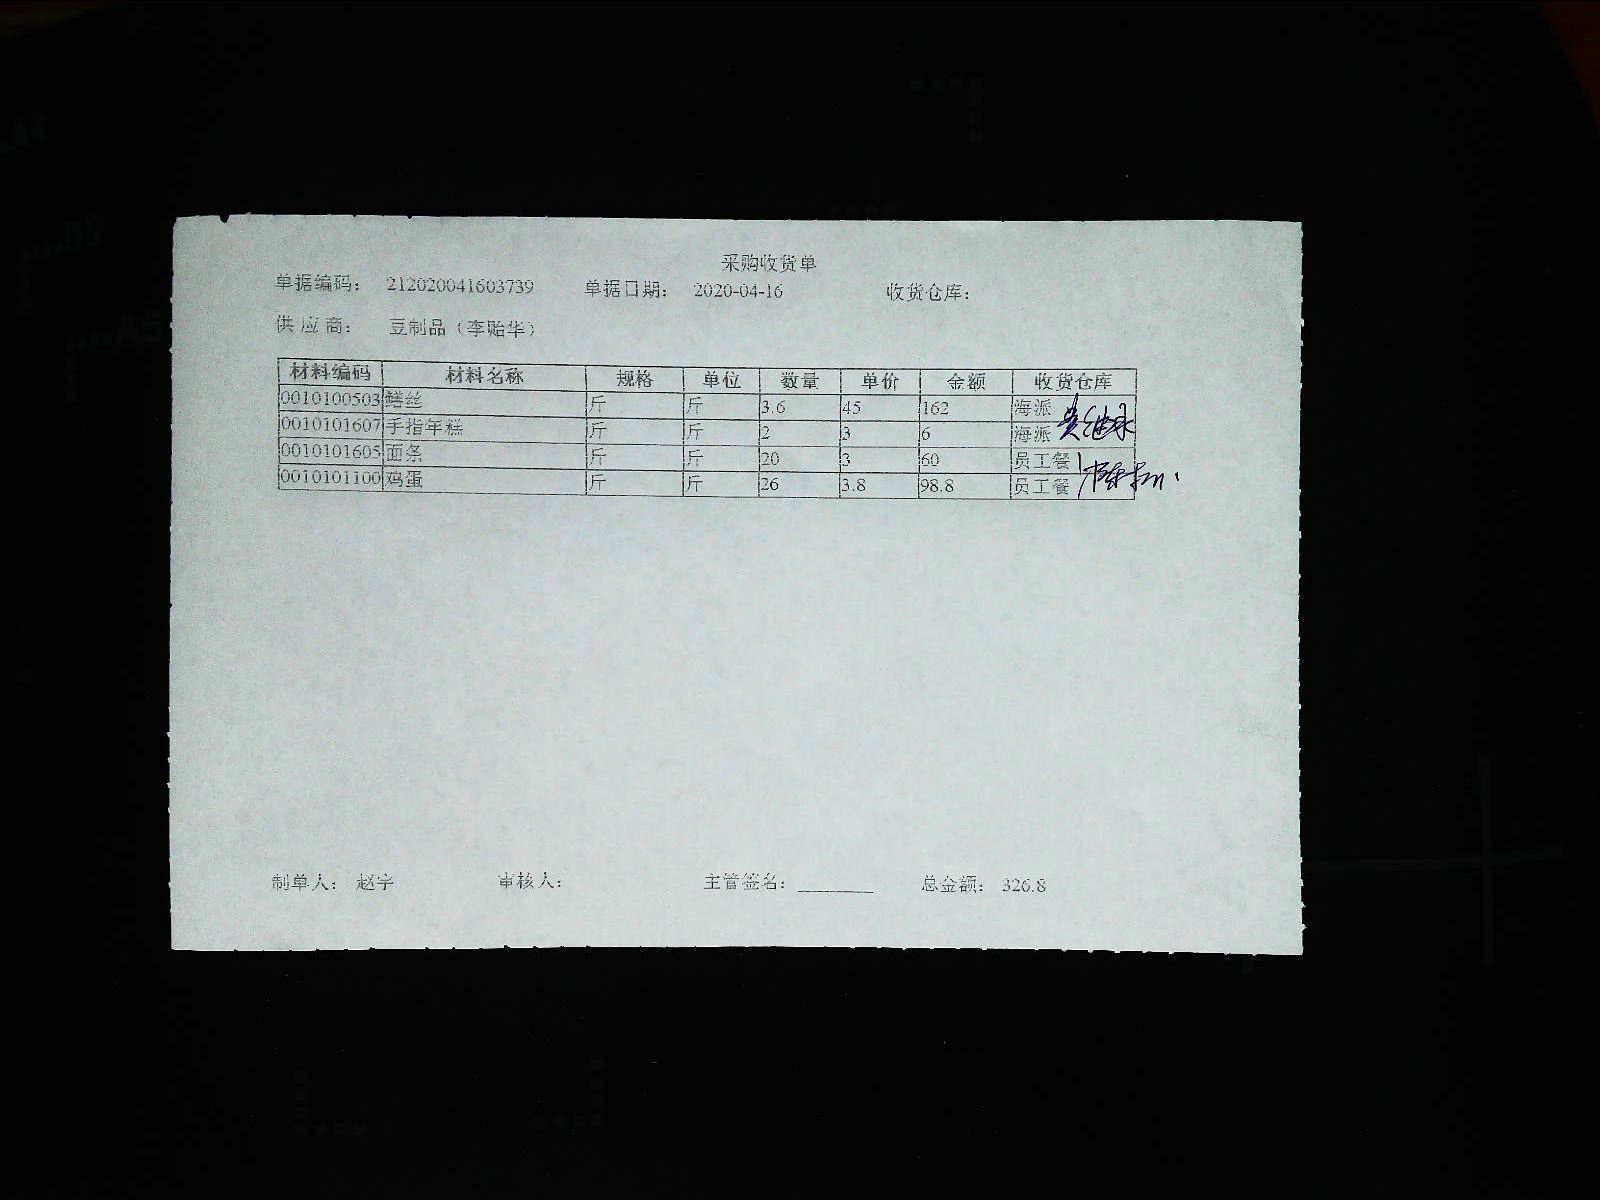 采购收货单
单据编码： 212020041603739 单据日期： 2020-04-16 收货仓库：
供应商： 豆制品（李贻华）
材料编码 材料名称 规格 单位 数量 单价 金额 收货仓库
0010100503 鳝丝 斤 斤 3.6 45 162 海派
0010101607 手指年糕 斤 斤 2 3 6 海派
0010101605 面条 斤 斤 20 3 60 员工餐
0010101100 鸡蛋 斤 斤 26 3.8 98.8 员工餐
制单人： 赵宇 审核人： 主管签名： 总金额： 326.8